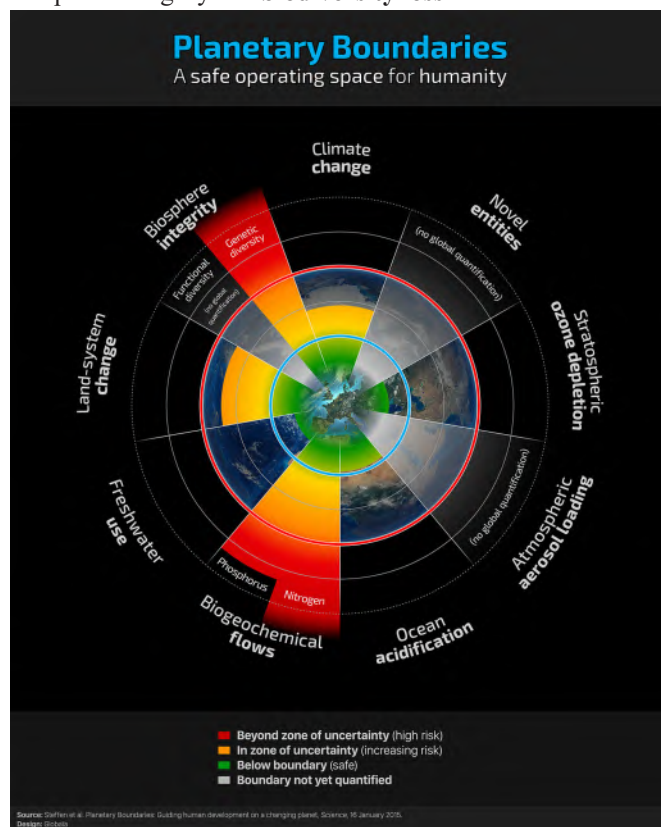 Planetary Boundaries
A safe operating space for humanity
Climate
change
Novel
entities
(no global quantification)
Stratospheric
ozone depletion
Atmospheric
aerosol loading
(no global quantification)
Ocean
acidification
Biogeochemical
flows
Phosphorus
Nitrogen
Freshwater
use
Land-system
change
Biosphere
integrity
Functional
diversity
(no global
quantification)
Genetic
diversity
Beyond zone of uncertainty (high risk)
In zone of uncertainty (increasing risk)
Below boundary (safe)
Boundary not yet quantified
Source: Steffen et al. Planetary Boundaries: Guiding human development on a changing planet, Science, 16 January 2015.
Design: Globaïa